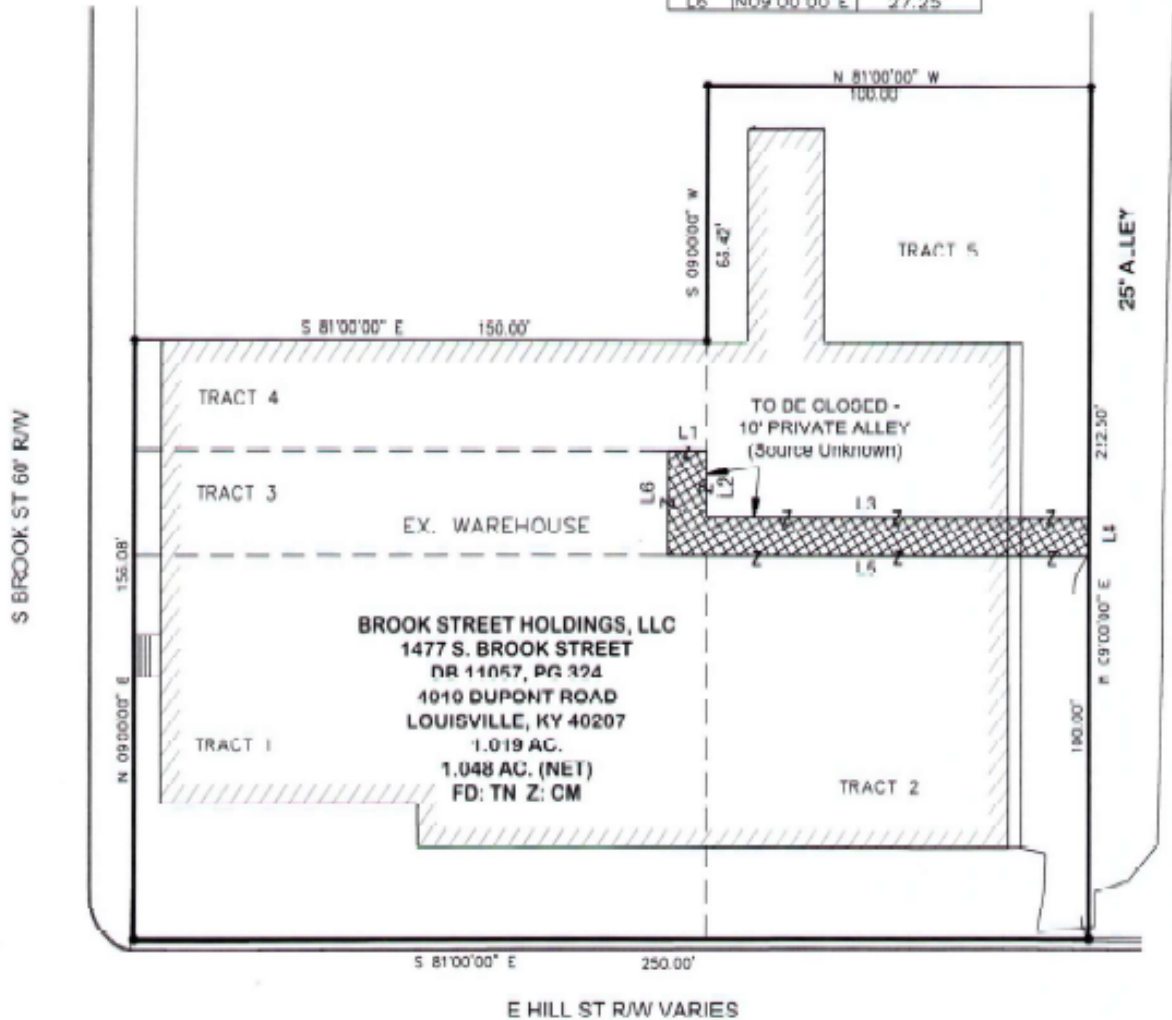 L6 N09°00'00"E 27.25
N 81°00'00" W
100.00'
S 09°00'00" W
TRACT 5
25' ALLEY
S 81°00'00" E 150.00'
TRACT 4
TO BE CLOSED -
10' PRIVATE ALLEY
(Source Unknown)
L1
L2
L6
L3
L4
L5
212.50'
TRACT 3
EX. WAREHOUSE
S BROOK ST 60' R/W
156.08'
N 09°00'00" E
BROOK STREET HOLDINGS, LLC
1477 S. BROOK STREET
DB 11057, PG 324
4010 DUPONT ROAD
LOUISVILLE, KY 40207
1.019 AC.
1.048 AC. (NET)
FD: TN Z: CM
TRACT 1
TRACT 2
N 09°00'00" E
100.00'
S 81°00'00" E 250.00'
E HILL ST R/W VARIES